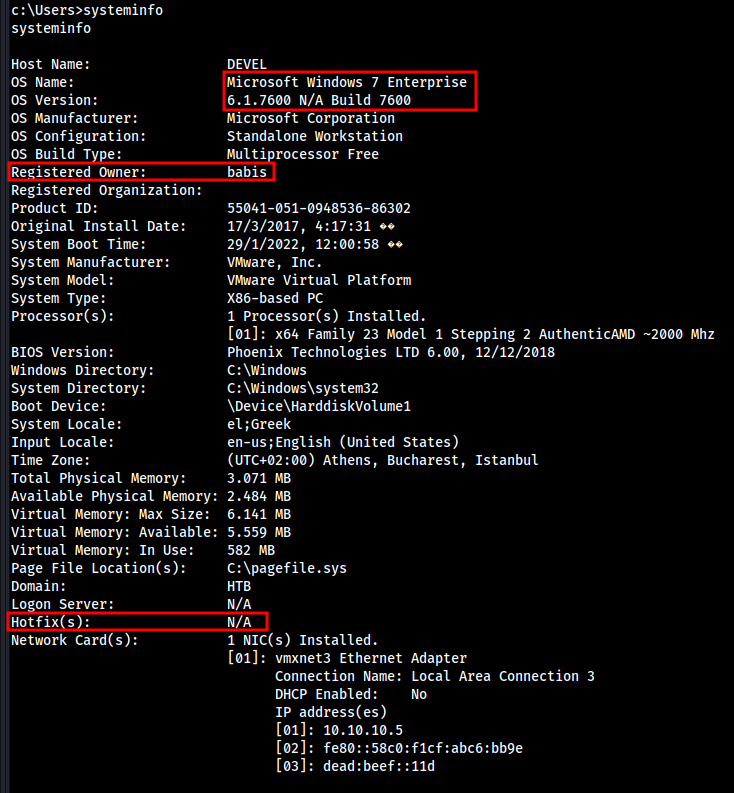 c:\Users>systeminfo
systeminfo
Host Name:                 DEVEL
OS Name:                   Microsoft Windows 7 Enterprise
OS Version:                6.1.7600 N/A Build 7600
OS Manufacturer:           Microsoft Corporation
OS Configuration:          Standalone Workstation
OS Build Type:             Multiprocessor Free
Registered Owner:          babis
Registered Organization:
Product ID:                55041-051-0948536-86302
Original Install Date:     17/3/2017, 4:17:31 ��
System Boot Time:          29/1/2022, 12:00:58 ��
System Manufacturer:       VMware, Inc.
System Model:              VMware Virtual Platform
System Type:               X86-based PC
Processor(s):              1 Processor(s) Installed.
                           [01]: x64 Family 23 Model 1 Stepping 2 AuthenticAMD ~2000 Mhz
BIOS Version:              Phoenix Technologies LTD 6.00, 12/12/2018
Windows Directory:         C:\Windows
System Directory:          C:\Windows\system32
Boot Device:               \Device\HarddiskVolume1
System Locale:             el;Greek
Input Locale:              en-us;English (United States)
Time Zone:                 (UTC+02:00) Athens, Bucharest, Istanbul
Total Physical Memory:     3.071 MB
Available Physical Memory: 2.484 MB
Virtual Memory: Max Size:  6.141 MB
Virtual Memory: Available: 5.559 MB
Virtual Memory: In Use:    582 MB
Page File Location(s):     C:\pagefile.sys
Domain:                    HTB
Logon Server:              N/A
Hotfix(s):                 N/A
Network Card(s):           1 NIC(s) Installed.
                           [01]: vmxnet3 Ethernet Adapter
                                 Connection Name: Local Area Connection 3
                                 DHCP Enabled:    No
                                 IP address(es)
                                 [01]: 10.10.10.5
                                 [02]: fe80::58c0:f1cf:abc6:bb9e
                                 [03]: dead:beef::11d